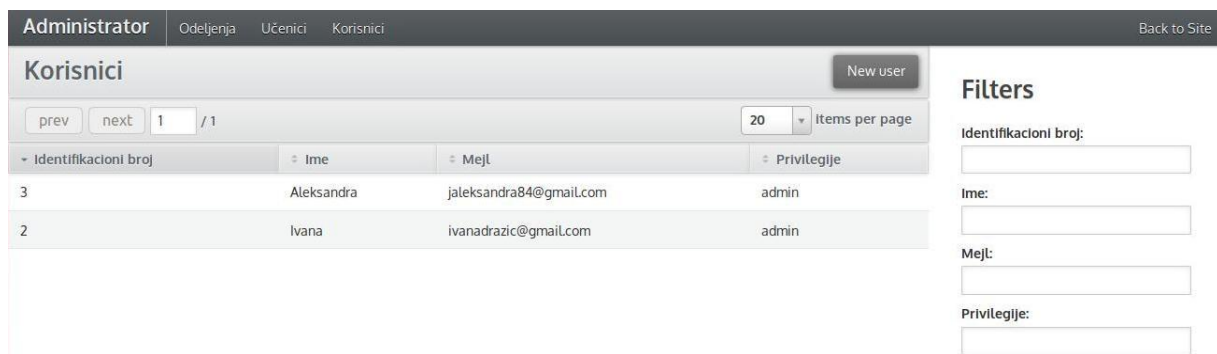 Administrator Odeljenja Učenici Korisnici Back to Site
Korisnici New user
prev next 1 / 1 20 items per page
Identifikacioni broj Ime Mejl Privilegije
3 Aleksandra jaleksandra84@gmail.com admin
2 Ivana ivanadrazic@gmail.com admin
Filters
Identifikacioni broj:
Ime:
Mejl:
Privilegije: